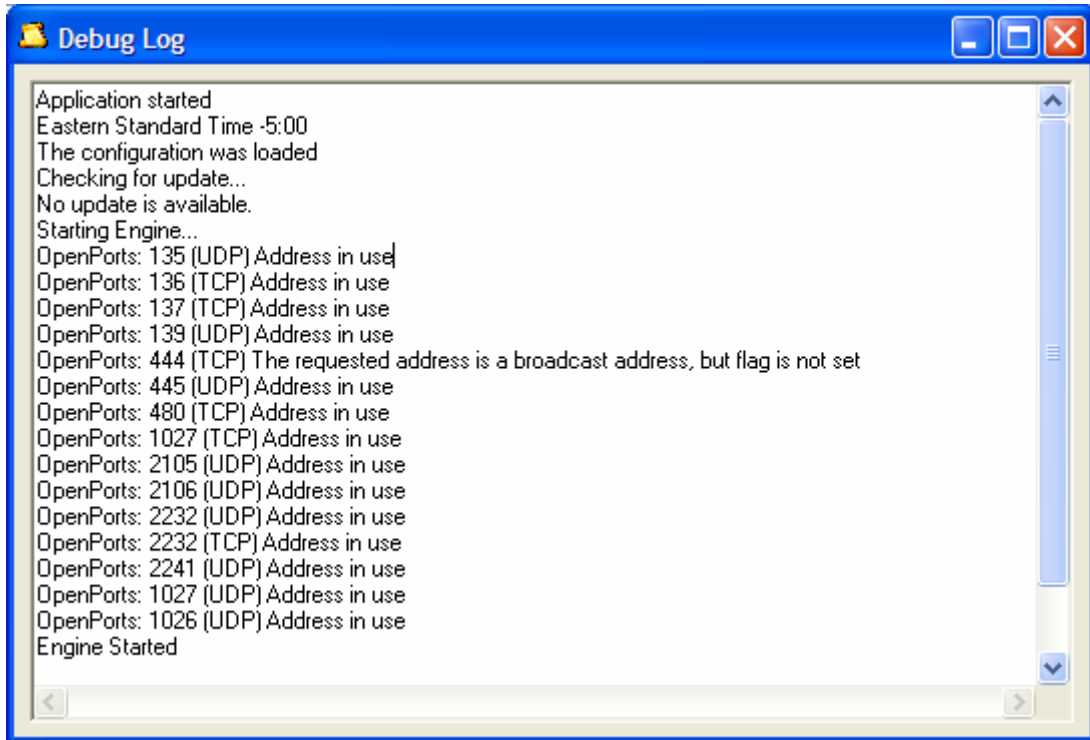 Debug Log
Application started
Eastern Standard Time -5:00
The configuration was loaded
Checking for update...
No update is available.
Starting Engine...
OpenPorts: 135 (UDP) Address in use
OpenPorts: 136 (TCP) Address in use
OpenPorts: 137 (TCP) Address in use
OpenPorts: 139 (UDP) Address in use
OpenPorts: 444 (TCP) The requested address is a broadcast address, but flag is not set
OpenPorts: 445 (UDP) Address in use
OpenPorts: 480 (TCP) Address in use
OpenPorts: 1027 (TCP) Address in use
OpenPorts: 2105 (UDP) Address in use
OpenPorts: 2106 (UDP) Address in use
OpenPorts: 2232 (UDP) Address in use
OpenPorts: 2232 (TCP) Address in use
OpenPorts: 2241 (UDP) Address in use
OpenPorts: 1027 (UDP) Address in use
OpenPorts: 1026 (UDP) Address in use
Engine Started